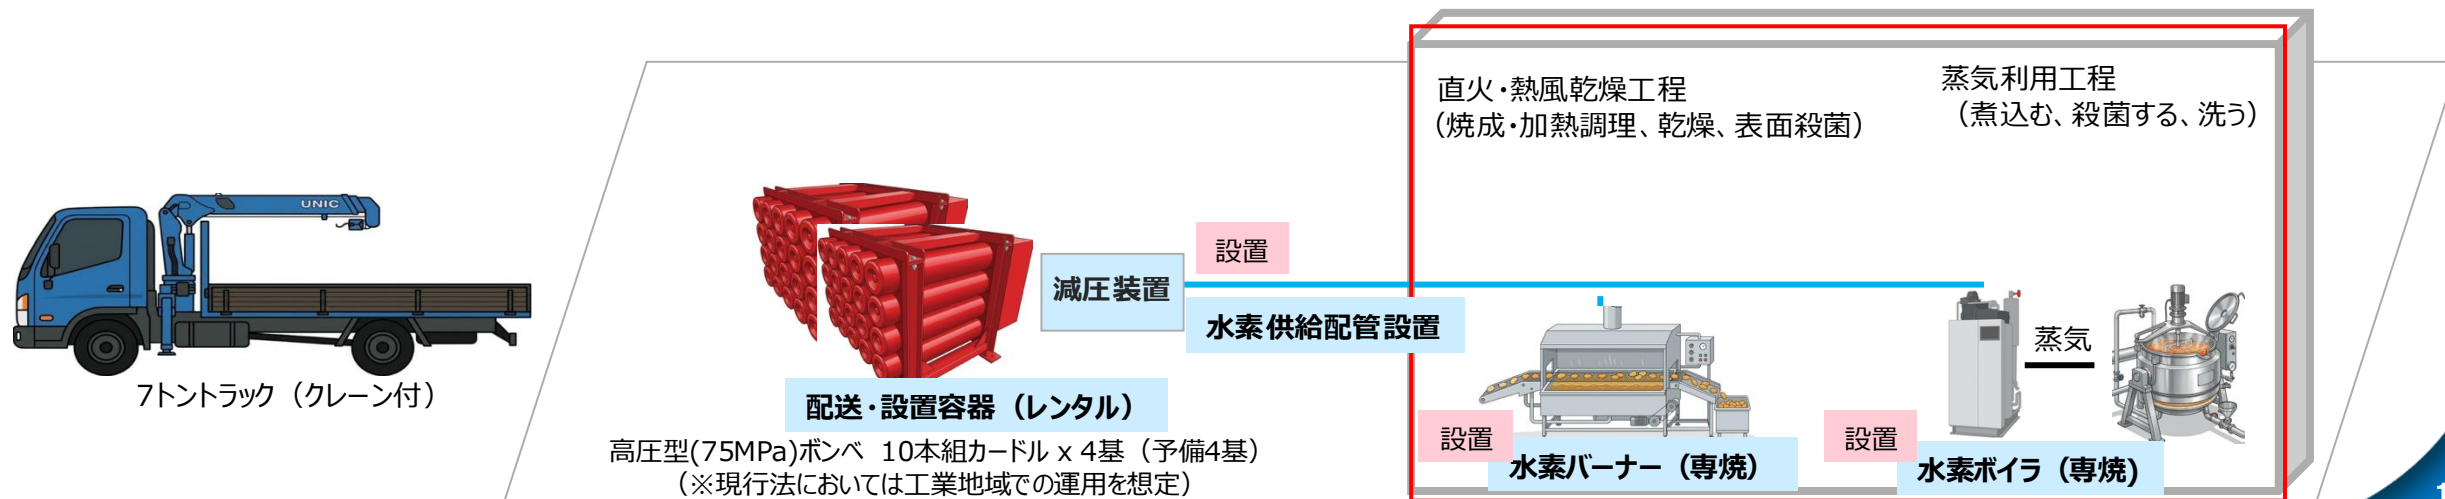 直火・熱風乾燥工程
（焼成・加熱調理、乾燥、表面殺菌）
蒸気利用工程
（煮込む、殺菌する、洗う）
UNIC
7トントラック（クレーン付）
減圧装置
設置
水素供給配管設置
配送・設置容器（レンタル）
高圧型(75MPa)ボンベ 10本組カードル x 4基（予備4基）
（※現行法においては工業地域での運用を想定）
設置
水素バーナー（専焼）
蒸気
設置
水素ボイラ（専焼)